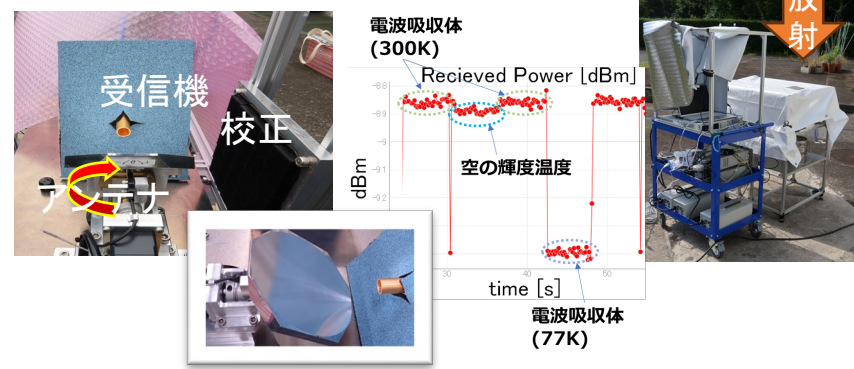 放
射
電波吸収体
(300K)
Recieved Power [dBm]
受信機
校正
アンテナ
-8.8
-9
-9.1
-9.2
dBm
空の輝度温度
30
40
50
time [s]
電波吸収体
(77K)